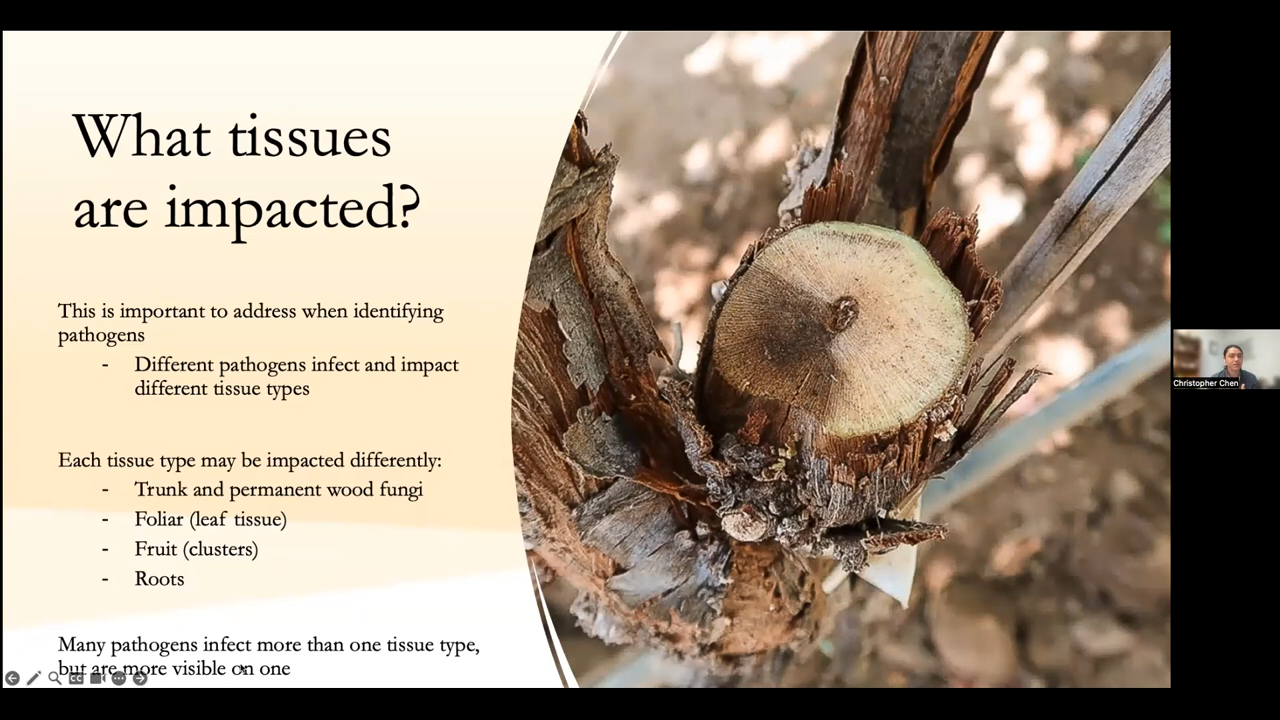 What tissues
are impacted?
This is important to address when identifying
pathogens
- Different pathogens infect and impact
different tissue types
Each tissue type may be impacted differently:
- Trunk and permanent wood fungi
- Foliar (leaf tissue)
- Fruit (clusters)
- Roots
Many pathogens infect more than one tissue type,
but are more visible on one
CC
Christopher Chen